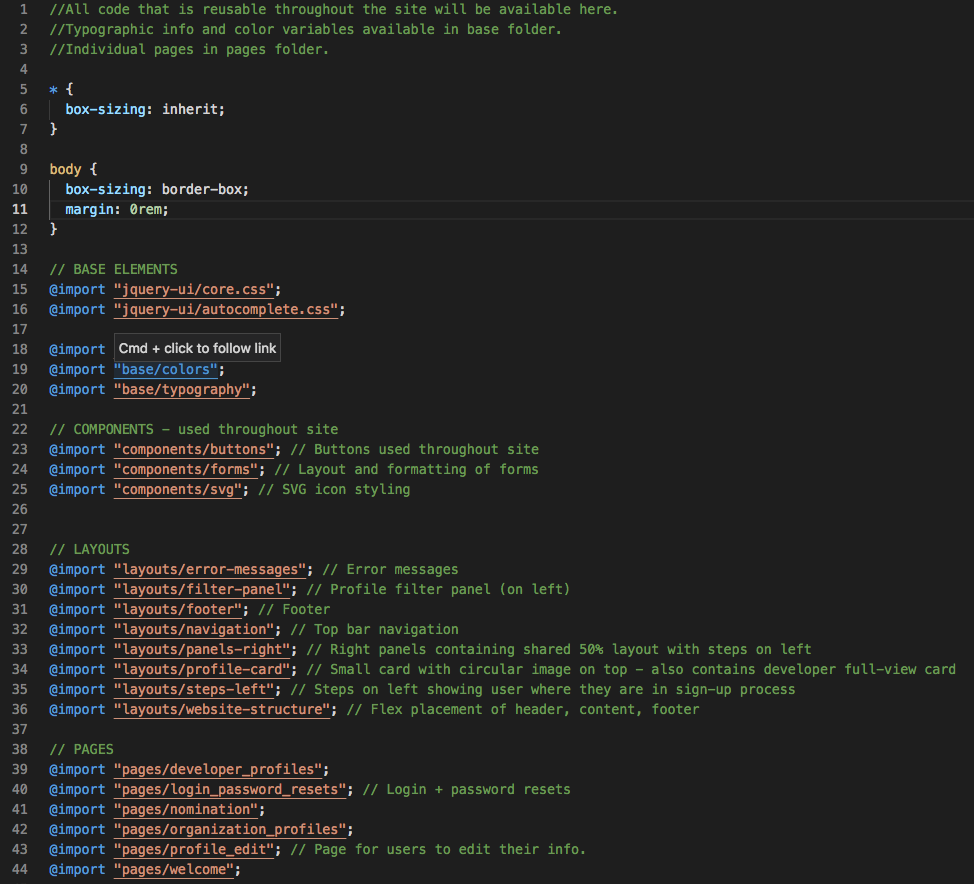 1 //All code that is reusable throughout the site will be available here.
2 //Typographic info and color variables available in base folder.
3 //Individual pages in pages folder.
4
5 * {
6   box-sizing: inherit;
7 }
8
9 body {
10   box-sizing: border-box;
11   margin: 0rem;
12 }
13
14 // BASE ELEMENTS
15 @import "jquery-ui/core.css";
16 @import "jquery-ui/autocomplete.css";
17
18 @import
Cmd + click to follow link
19 @import "base/colors";
20 @import "base/typography";
21
22 // COMPONENTS – used throughout site
23 @import "components/buttons"; // Buttons used throughout site
24 @import "components/forms"; // Layout and formatting of forms
25 @import "components/svg"; // SVG icon styling
26
27
28 // LAYOUTS
29 @import "layouts/error-messages"; // Error messages
30 @import "layouts/filter-panel"; // Profile filter panel (on left)
31 @import "layouts/footer"; // Footer
32 @import "layouts/navigation"; // Top bar navigation
33 @import "layouts/panels-right"; // Right panels containing shared 50% layout with steps on left
34 @import "layouts/profile-card"; // Small card with circular image on top – also contains developer full-view card
35 @import "layouts/steps-left"; // Steps on left showing user where they are in sign-up process
36 @import "layouts/website-structure"; // Flex placement of header, content, footer
37
38 // PAGES
39 @import "pages/developer_profiles";
40 @import "pages/login_password_resets"; // Login + password resets
41 @import "pages/nomination";
42 @import "pages/organization_profiles";
43 @import "pages/profile_edit"; // Page for users to edit their info.
44 @import "pages/welcome";